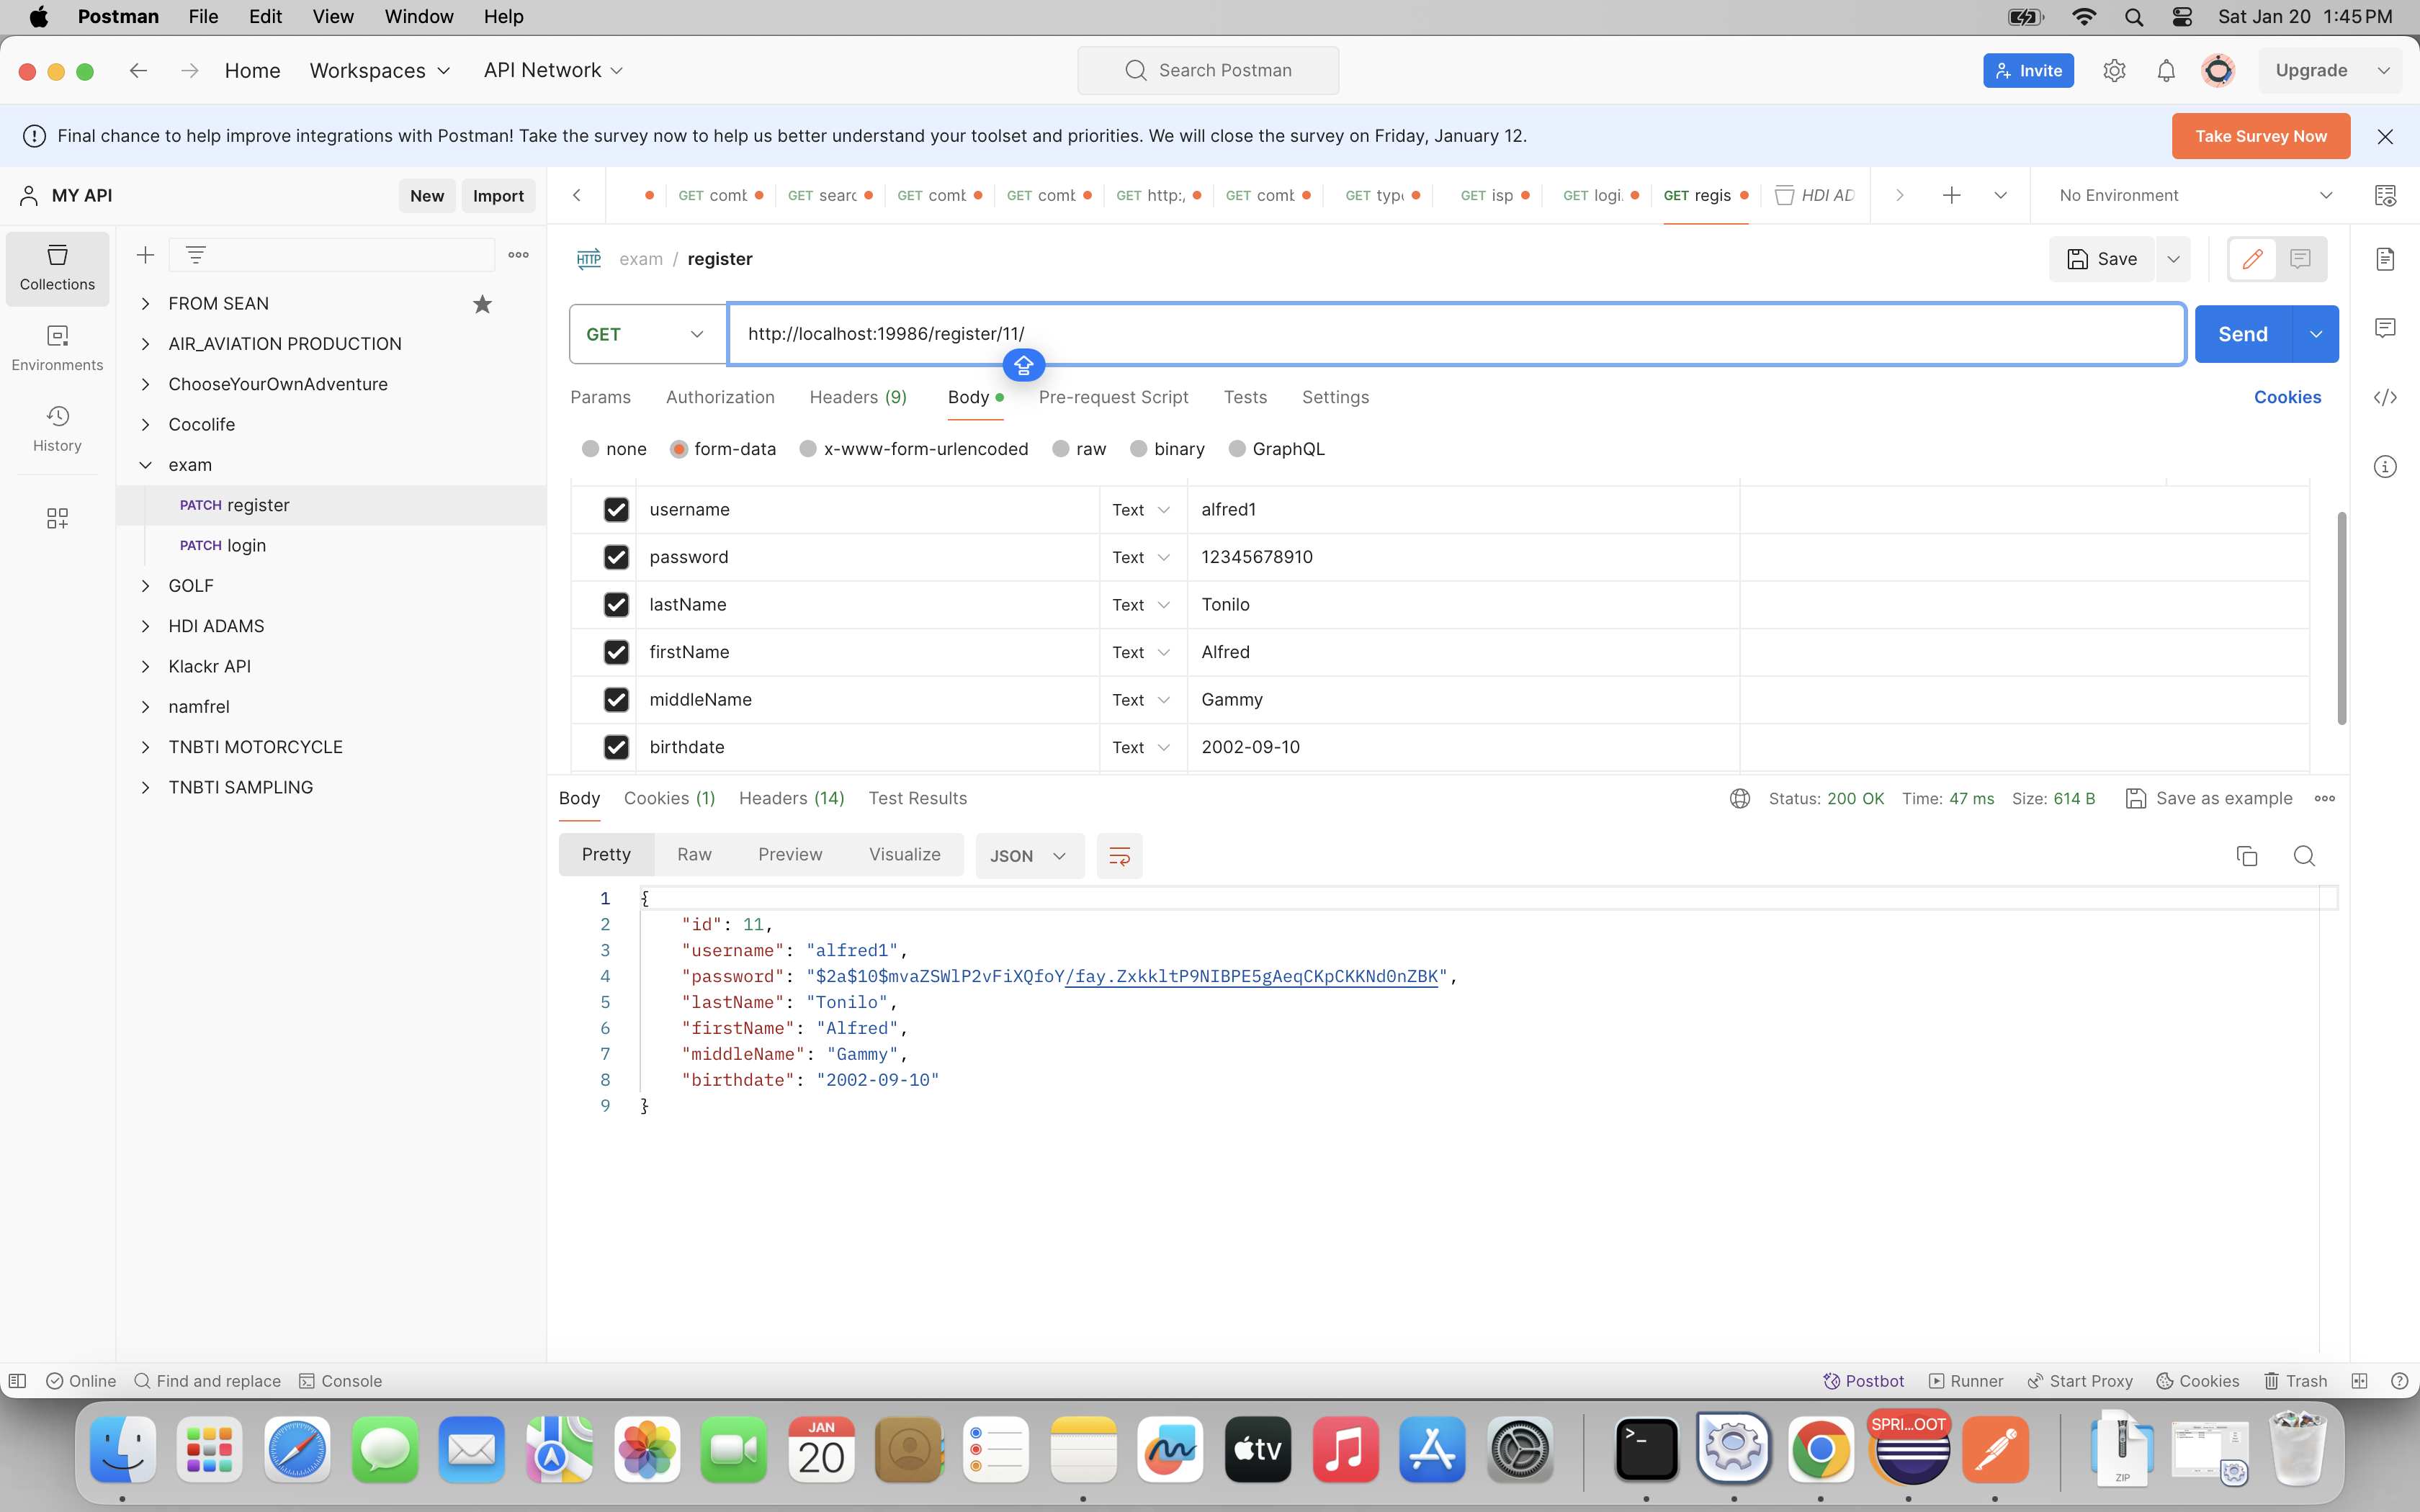 Postman File Edit View Window Help Sat Jan 20 1:45 PM
Home Workspaces API Network Search Postman Invite Upgrade
Final chance to help improve integrations with Postman! Take the survey now to help us better understand your toolset and priorities. We will close the survey on Friday, January 12. Take Survey Now
MY API New Import
GET comb GET searc GET comb GET comb GET http:/ GET comb GET type GET isp GET logi GET regis HDI AD No Environment
Collections
Environments
History
FROM SEAN
AIR_AVIATION PRODUCTION
ChooseYourOwnAdventure
Cocolife
exam
PATCH register
PATCH login
GOLF
HDI ADAMS
Klackr API
namfrel
TNBTI MOTORCYCLE
TNBTI SAMPLING
HTTP exam / register Save
GET http://localhost:19986/register/11/ Send
Params Authorization Headers (9) Body Pre-request Script Tests Settings Cookies
none form-data x-www-form-urlencoded raw binary GraphQL
username Text alfred1
password Text 12345678910
lastName Text Tonilo
firstName Text Alfred
middleName Text Gammy
birthdate Text 2002-09-10
Body Cookies (1) Headers (14) Test Results Status: 200 OK Time: 47 ms Size: 614 B Save as example
Pretty Raw Preview Visualize JSON
1 {
2 "id": 11,
3 "username": "alfred1",
4 "password": "$2a$10$mvaZSWlP2vFiXQfoY/fay.ZxkkltP9NIBPE5gAeqCKpCKKNd0nZBK",
5 "lastName": "Tonilo",
6 "firstName": "Alfred",
7 "middleName": "Gammy",
8 "birthdate": "2002-09-10"
9 }
Online Find and replace Console Postbot Runner Start Proxy Cookies Trash
JAN
20
tv
SPRI...OOT
ZIP